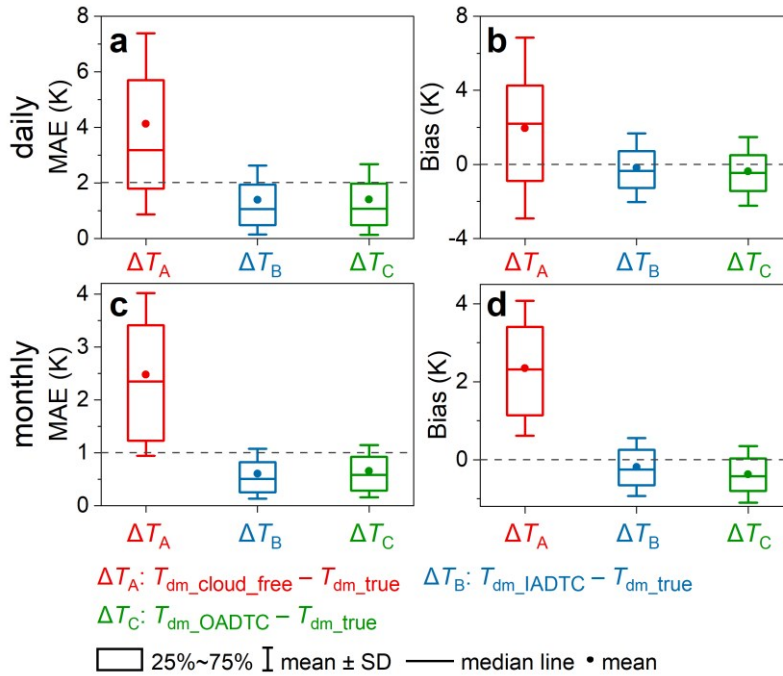 a
b
daily
MAE (K)
8
6
4
2
0
ΔT_A
ΔT_B
ΔT_C
Bias (K)
8
4
0
-4
ΔT_A
ΔT_B
ΔT_C
c
d
monthly
MAE (K)
4
3
2
1
0
ΔT_A
ΔT_B
ΔT_C
Bias (K)
4
2
0
ΔT_A
ΔT_B
ΔT_C
ΔT_A: T_dm_cloud_free – T_dm_true
ΔT_B: T_dm_IADTC – T_dm_true
ΔT_C: T_dm_OADTC – T_dm_true
25%~75% mean ± SD median line mean